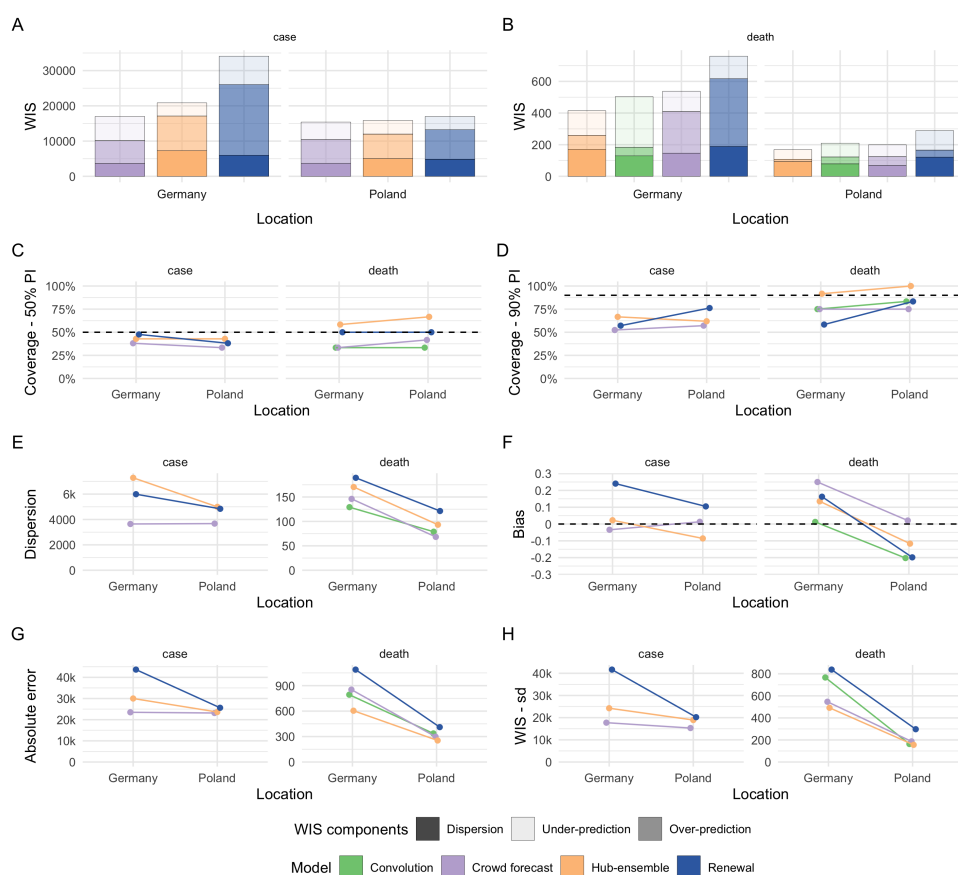 A
case
WIS
30000
20000
10000
0
Germany
Poland
Location
B
death
WIS
600
400
200
0
Germany
Poland
Location
C
case
death
Coverage - 50% PI
100%
75%
50%
25%
0%
Germany
Poland
Germany
Poland
Location
D
case
death
Coverage - 90% PI
100%
75%
50%
25%
0%
Germany
Poland
Germany
Poland
Location
E
case
death
Dispersion
6k
4000
2000
0
150
100
50
0
Germany
Poland
Germany
Poland
Location
F
case
death
Bias
0.3
0.2
0.1
0
-0.1
-0.2
-0.3
Germany
Poland
Germany
Poland
Location
G
case
death
Absolute error
40k
30k
20k
10k
0
900
600
300
0
Germany
Poland
Germany
Poland
Location
H
case
death
WIS - sd
40k
30k
20k
10k
0
800
600
400
200
0
Germany
Poland
Germany
Poland
Location
WIS components Dispersion Under-prediction Over-prediction
Model Convolution Crowd forecast Hub-ensemble Renewal